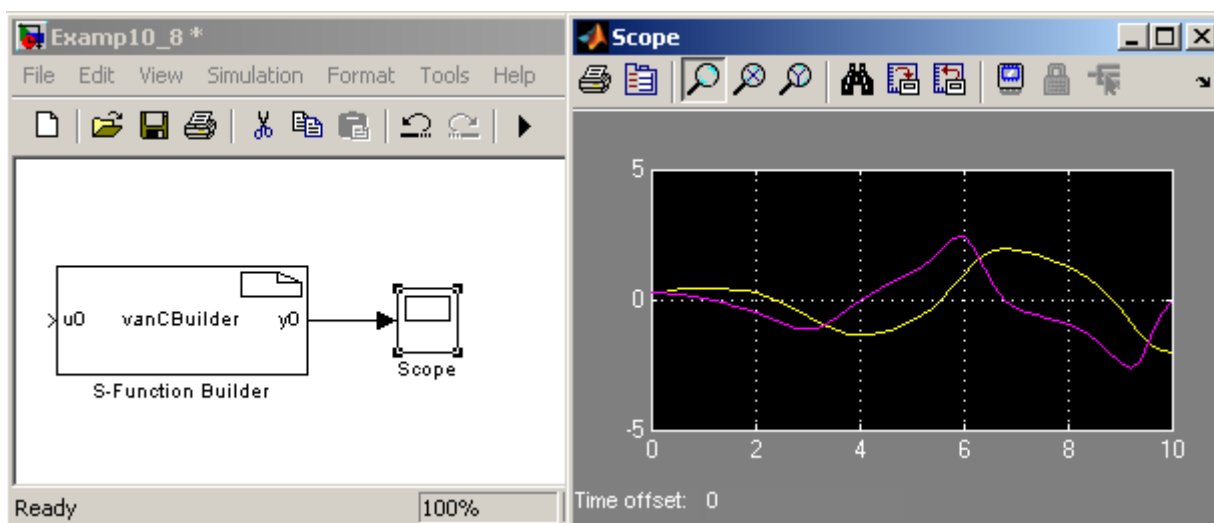 Examp10_8 *
File Edit View Simulation Format Tools Help
u0 vanCBuilder y0
S-Function Builder
Scope
Ready 100%
Scope
5
0
-5
0 2 4 6 8 10
Time offset: 0